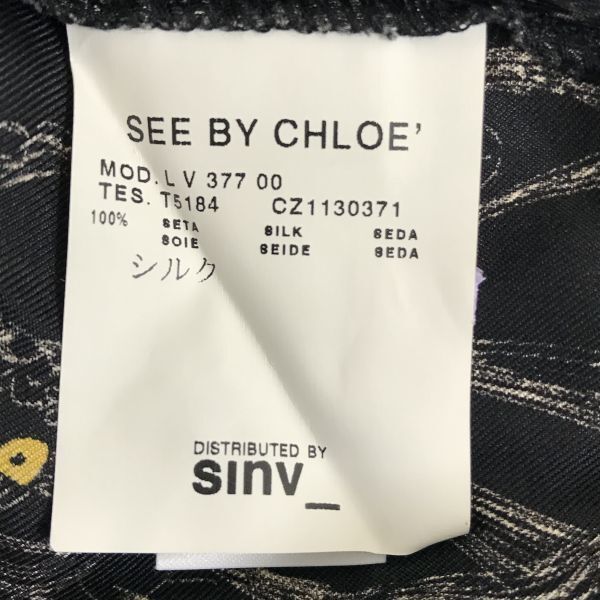 SEE BY CHLOE'
MOD. L V 377 00
TES. T5184 CZ1130371
100% SETA SILK SEDA
SOIE SEIDE SEDA
シルク
DISTRIBUTED BY
sinv_